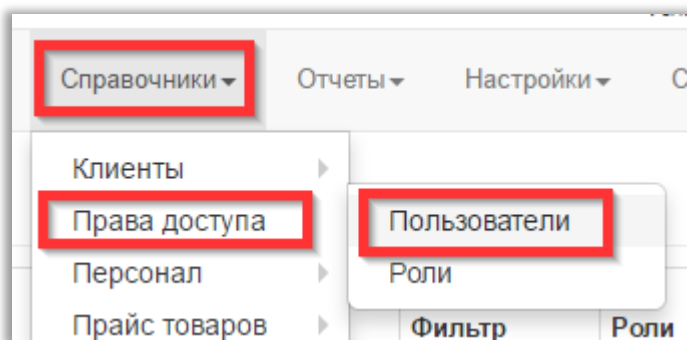 Справочники Отчеты Настройки С
Клиенты
Права доступа Пользователи
Персонал Роли
Прайс товаров Фильтр Роли